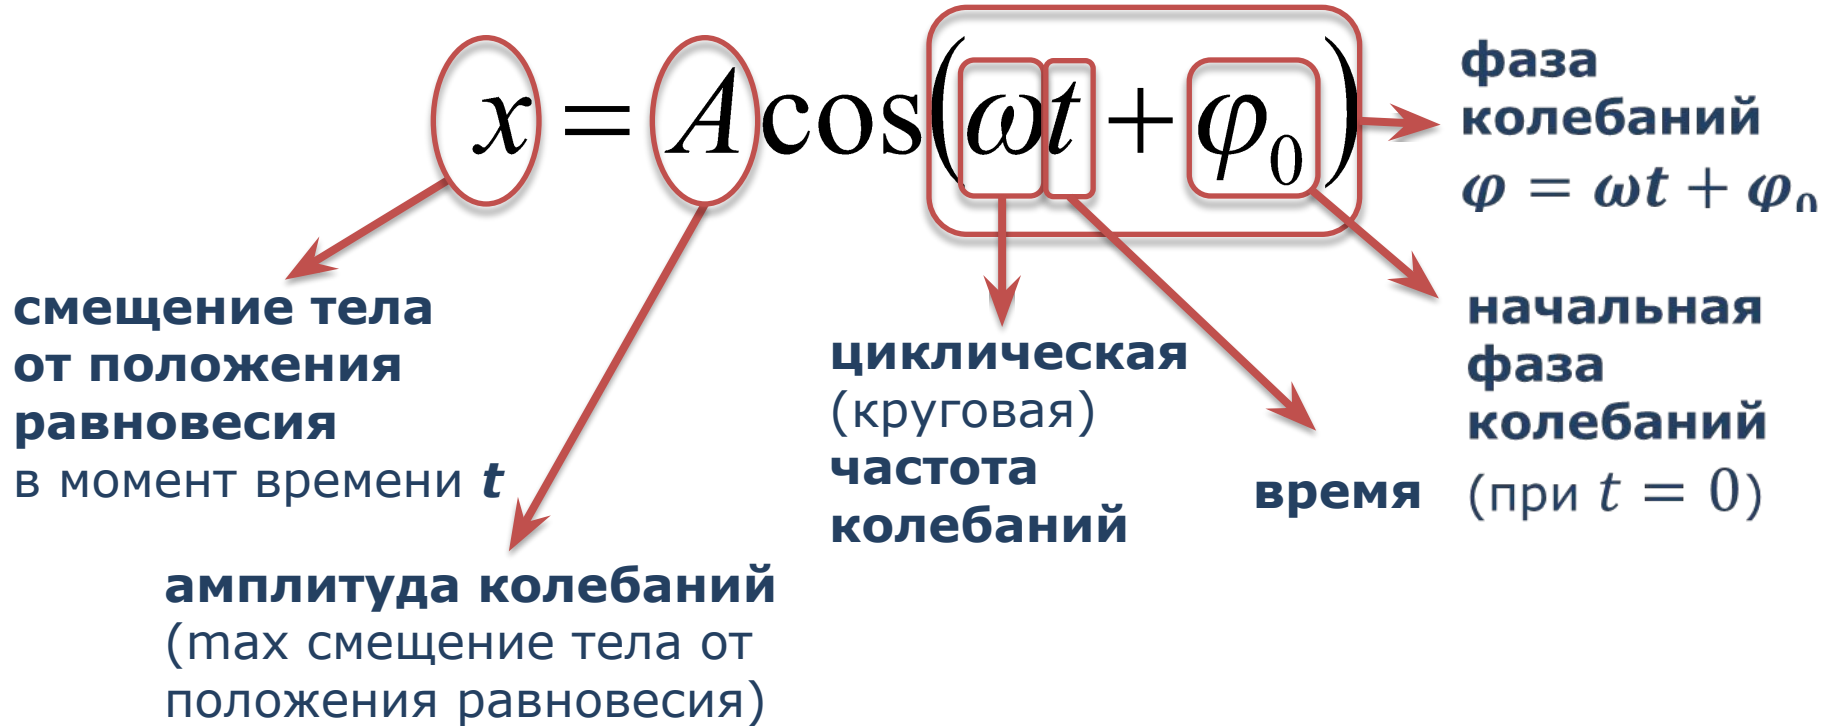 x = A cos(ωt + φ₀)
фаза
колебаний
φ = ωt + φ₀
смещение тела
от положения
равновесия
в момент времени t
амплитуда колебаний
(max смещение тела от
положения равновесия)
циклическая
(круговая)
частота
колебаний
время
начальная
фаза
колебаний
(при t = 0)